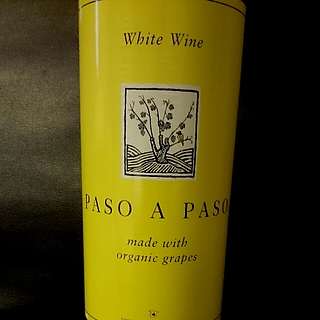 White Wine
PASO A PASO
made with
organic grapes